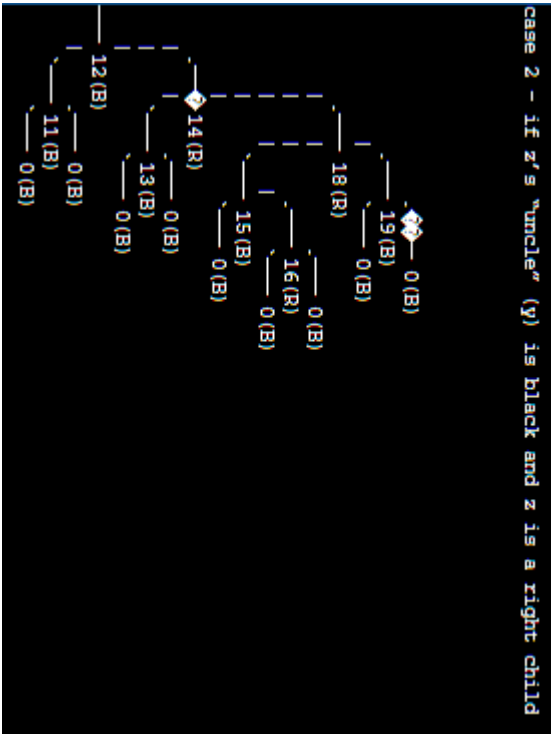 case 2 - if z's "uncle" (y) is black and z is a right child
0(B)
19(B)
0(B)
18(R)
0(B)
16(R)
0(B)
15(B)
0(B)
14(R)
0(B)
13(B)
0(B)
12(B)
0(B)
11(B)
0(B)